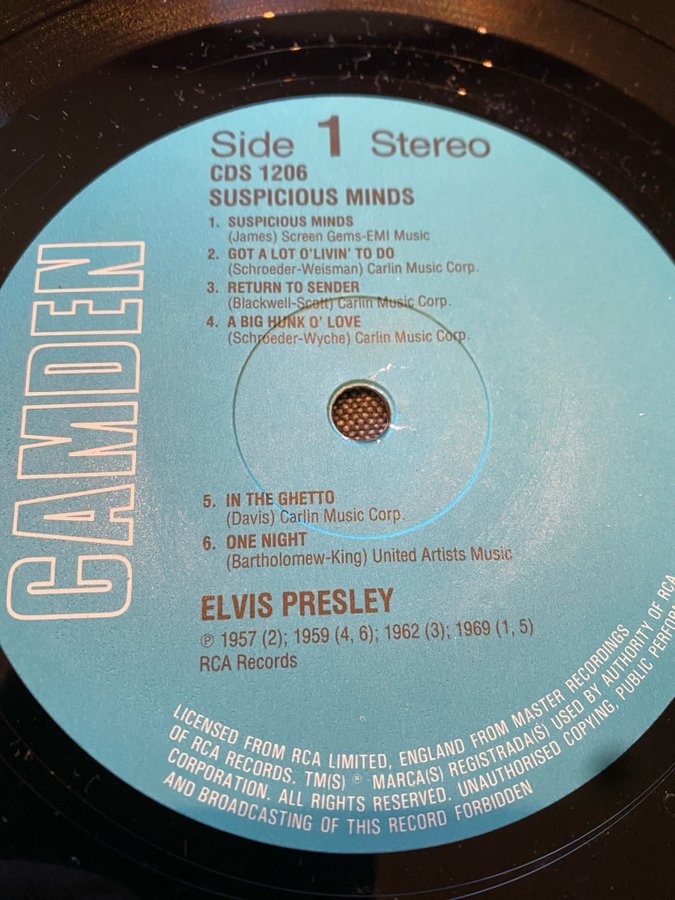 Side 1 Stereo
CDS 1206
SUSPICIOUS MINDS
1. SUSPICIOUS MINDS
(James) Screen Gems-EMI Music
2. GOT A LOT O'LIVIN' TO DO
(Schroeder-Weisman) Carlin Music Corp.
3. RETURN TO SENDER
(Blackwell-Scott) Carlin Music Corp.
4. A BIG HUNK O' LOVE
(Schroeder-Wyche) Carlin Music Corp.
CAMDEN
5. IN THE GHETTO
(Davis) Carlin Music Corp.
6. ONE NIGHT
(Bartholomew-King) United Artists Music
ELVIS PRESLEY
℗ 1957 (2); 1959 (4, 6); 1962 (3); 1969 (1, 5)
RCA Records
LICENSED FROM RCA LIMITED, ENGLAND FROM MASTER RECORDINGS
OF RCA RECORDS. TM(S) ® MARCA(S) REGISTRADA(S) USED BY AUTHORITY OF RCA
CORPORATION. ALL RIGHTS RESERVED. UNAUTHORISED COPYING, PUBLIC
AND BROADCASTING OF THIS RECORD FORBIDDEN